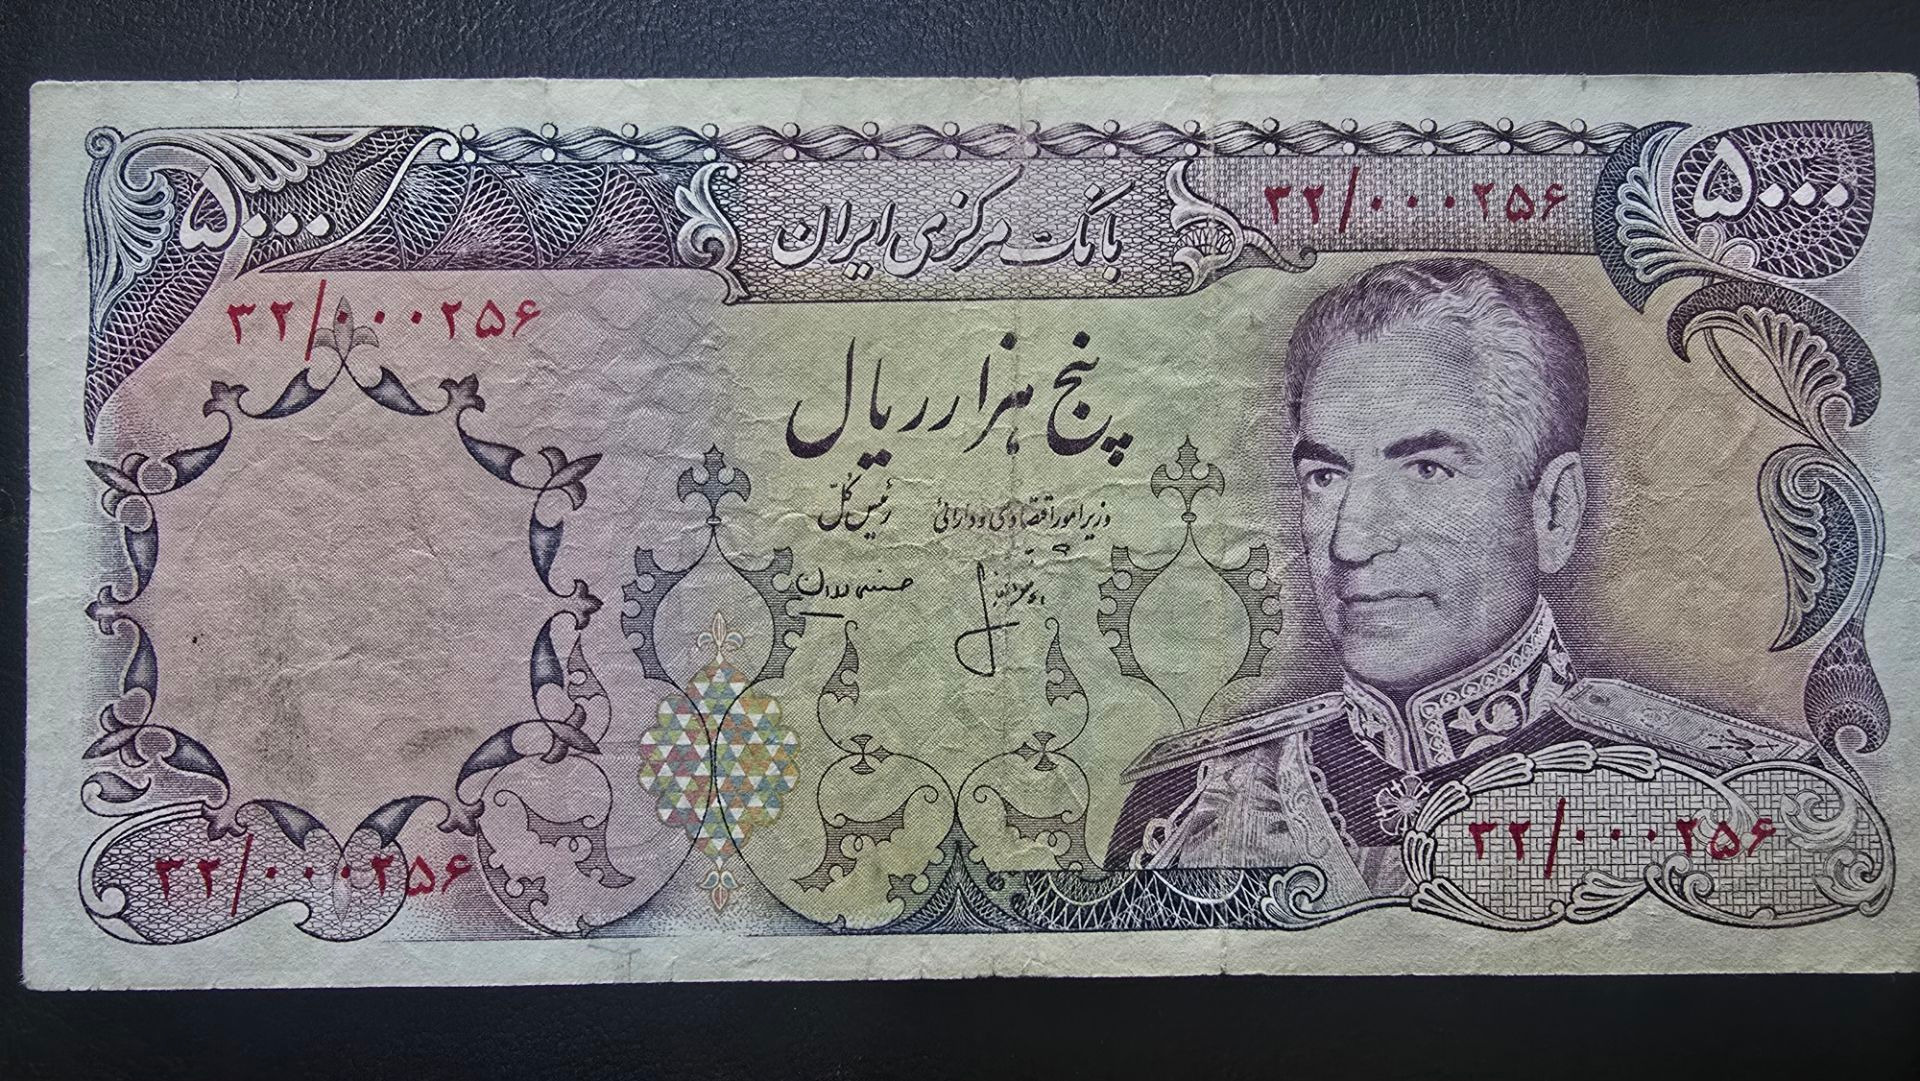 ۵۰۰۰
بانک مرکزی ایران
۳۲/۰۰۰۲۵۶
۵۰۰۰
۳۲/۰۰۰۲۵۶
پنج هزار ریال
وزیر امور اقتصادی و دارائی
رئیس کل
۳۲/۰۰۰۲۵۶
۳۲/۰۰۰۲۵۶